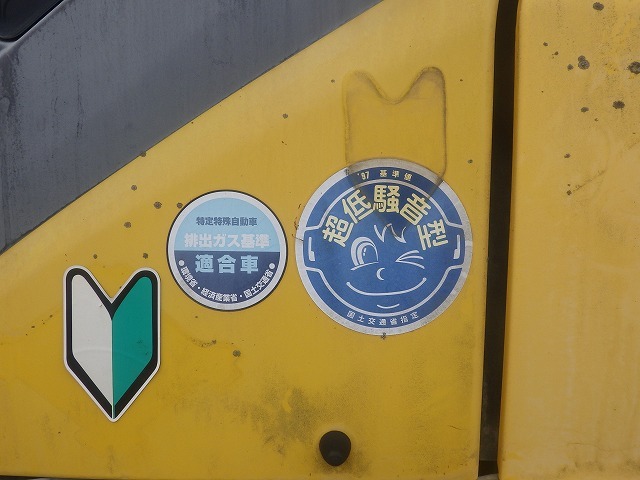 特定特殊自動車
排出ガス基準
適合車
環境省・経済産業省・国土交通省
'97 基準値
超低騒音型
国土交通省指定